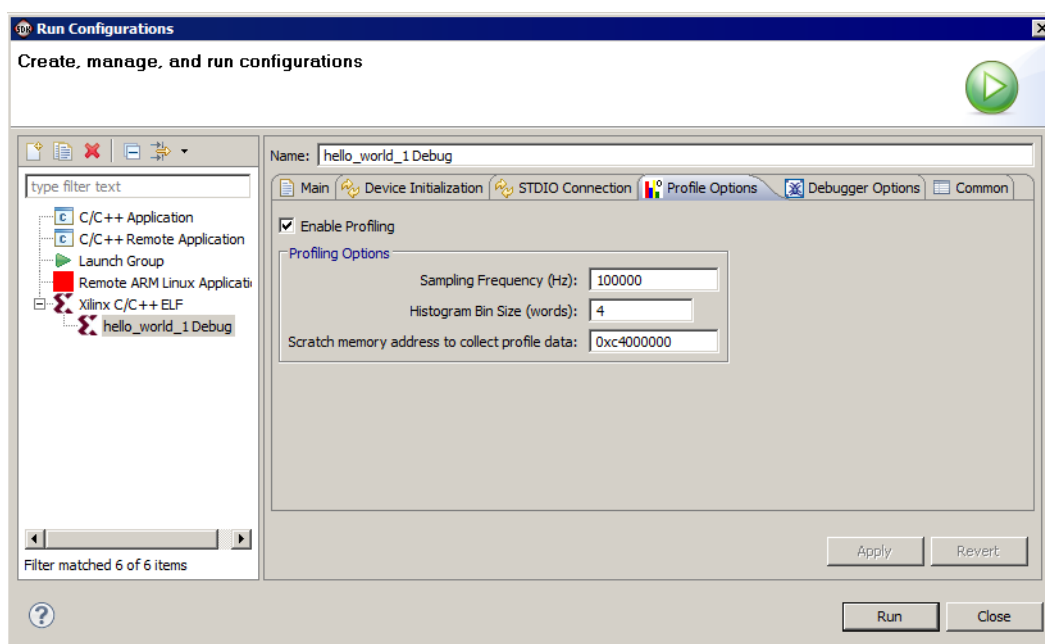 SDK Run Configurations
Create, manage, and run configurations
Name: hello_world_1 Debug
type filter text
Main Device Initialization STDIO Connection Profile Options Debugger Options Common
C C/C++ Application
C C/C++ Remote Application
Launch Group
Remote ARM Linux Applicati
Xilinx C/C++ ELF
hello_world_1 Debug
Enable Profiling
Profiling Options
Sampling Frequency (Hz): 100000
Histogram Bin Size (words): 4
Scratch memory address to collect profile data: 0xc4000000
Filter matched 6 of 6 items
Apply Revert
? Run Close